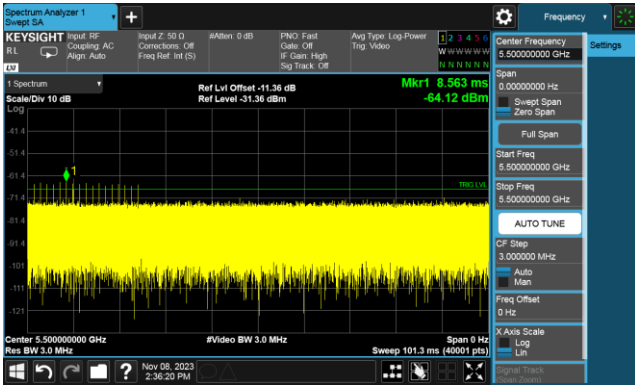 Spectrum Analyzer 1
Swept SA
Frequency
KEYSIGHT
Input: RF
Input Z: 50 Ω
#Atten: 0 dB
PNO: Fast
Avg Type: Log-Power
1 2 3 4 5 6
RL
Coupling: AC
Corrections: Off
Gate: Off
Trig: Video
W W W W W W
Align: Auto
Freq Ref: Int (S)
IF Gain: High
N N N N N N
Sig Track: Off
LXI
1 Spectrum
Ref Lvl Offset -11.36 dB
Mkr1 8.563 ms
Scale/Div 10 dB
Ref Level -31.36 dBm
-64.12 dBm
Log
-41.4
-51.4
-61.4
-71.4
-81.4
-91.4
-101
-111
-121
1
TRIG LVL
Center 5.500000000 GHz
#Video BW 3.0 MHz
Span 0 Hz
Res BW 3.0 MHz
Sweep 101.3 ms (40001 pts)
Center Frequency
5.500000000 GHz
Settings
Span
0.00000000 Hz
Swept Span
Zero Span
Full Span
Start Freq
5.500000000 GHz
Stop Freq
5.500000000 GHz
AUTO TUNE
CF Step
3.000000 MHz
Auto
Man
Freq Offset
0 Hz
X Axis Scale
Log
Lin
Signal Track
(Span Zoom)
?
Nov 08, 2023
2:36:20 PM